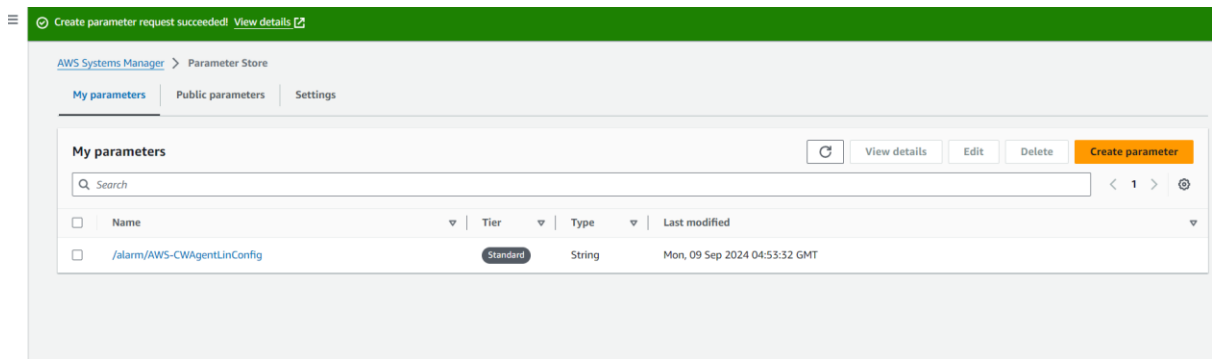 Create parameter request succeeded! View details
AWS Systems Manager > Parameter Store
My parameters Public parameters Settings
My parameters View details Edit Delete Create parameter
Search < 1 >
Name Tier Type Last modified
/alarm/AWS-CWAgentLinConfig Standard String Mon, 09 Sep 2024 04:53:32 GMT